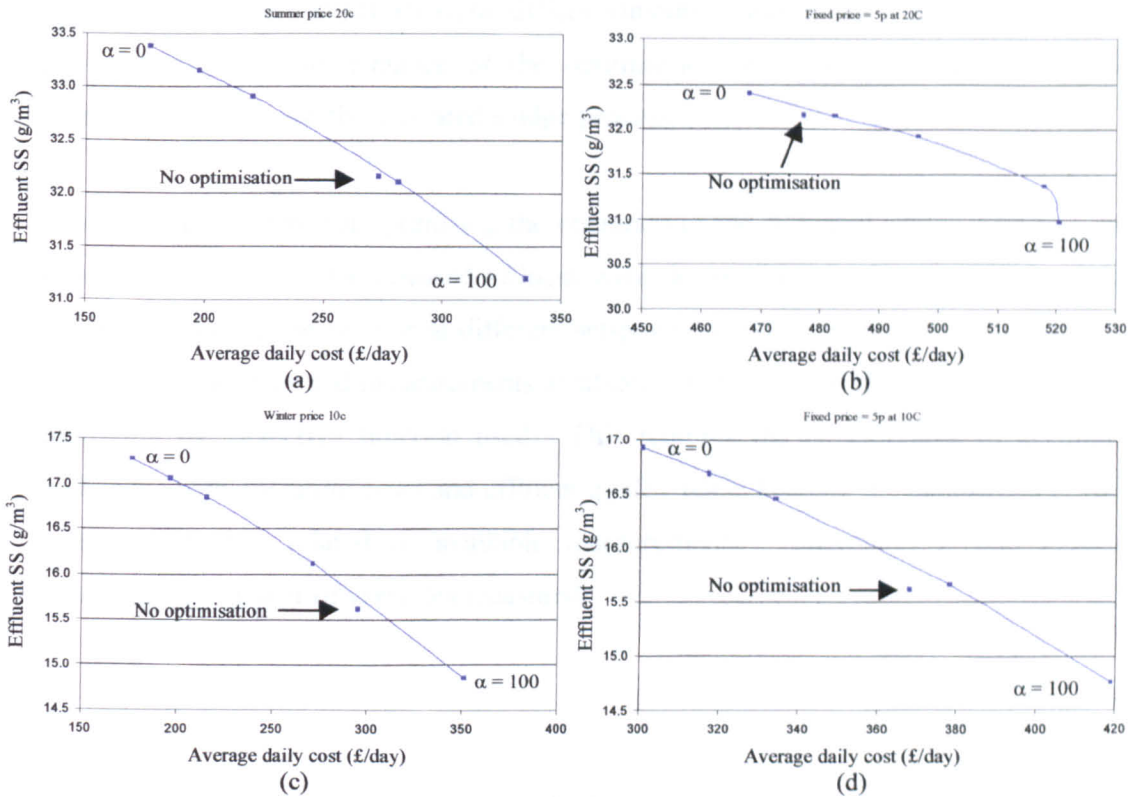 Summer price 20c
Effluent SS (g/m³)
33.5
33.0
32.5
32.0
31.5
31.0
α = 0
No optimisation
α = 100
150 200 250 300 350
Average daily cost (£/day)
(a)
Fixed price = 5p at 20C
Effluent SS (g/m³)
33.0
32.5
32.0
31.5
31.0
30.5
30.0
α = 0
No optimisation
α = 100
450 460 470 480 490 500 510 520 530
Average daily cost (£/day)
(b)
Winter price 10c
Effluent SS (g/m³)
17.5
17.0
16.5
16.0
15.5
15.0
14.5
α = 0
No optimisation
α = 100
150 200 250 300 350 400
Average daily cost (£/day)
(c)
Fixed price = 5p at 10C
Effluent SS (g/m³)
17.0
16.5
16.0
15.5
15.0
14.5
α = 0
No optimisation
α = 100
300 320 340 360 380 400 420
Average daily cost (£/day)
(d)